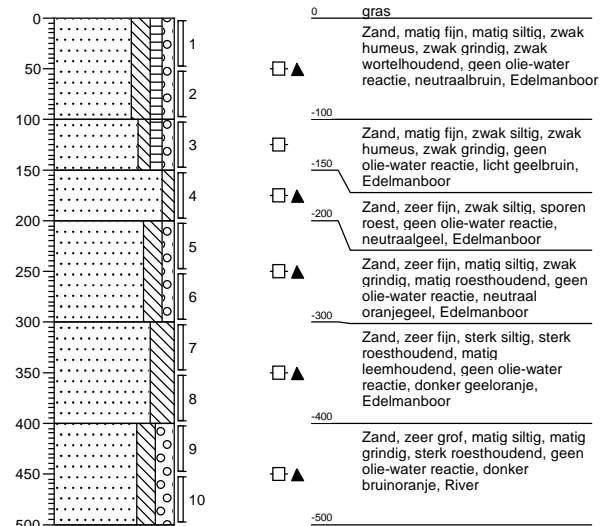 0
50
100
150
200
250
300
350
400
450
500
1
2
3
4
5
6
7
8
9
10
0
gras
Zand, matig fijn, matig siltig, zwak
humeus, zwak grindig, zwak
wortelhoudend, geen olie-water
reactie, neutraalbruin, Edelmanboor
-100
Zand, matig fijn, zwak siltig, zwak
humeus, zwak grindig, geen
olie-water reactie, licht geelbruin,
Edelmanboor
-150
Zand, zeer fijn, zwak siltig, sporen
roest, geen olie-water reactie,
neutraalgeel, Edelmanboor
-200
Zand, zeer fijn, matig siltig, zwak
grindig, matig roesthoudend, geen
olie-water reactie, neutraal
oranjegeel, Edelmanboor
-300
Zand, zeer fijn, sterk siltig, sterk
roesthoudend, matig
leemhoudend, geen olie-water
reactie, donker geeloranje,
Edelmanboor
-400
Zand, zeer grof, matig siltig, matig
grindig, sterk roesthoudend, geen
olie-water reactie, donker
bruinoranje, River
-500